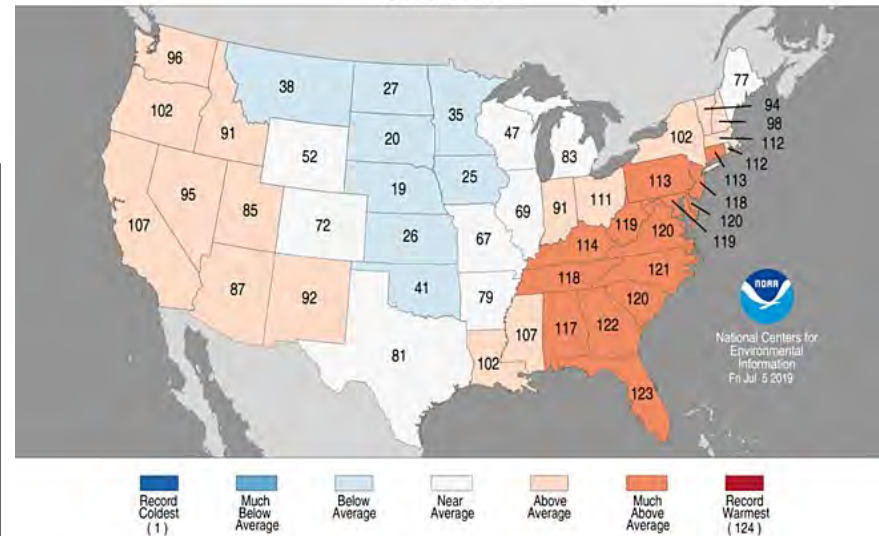 96
38
27
35
77
102
91
52
20
47
83
102
94
98
112
112
113
118
120
119
107
95
85
72
19
25
69
91
111
113
119
120
26
67
114
121
87
92
41
79
118
120
81
102
107
117
122
123
NOAA
National Centers for
Environmental
Information
Fri Jul 5 2019
Record
Coldest
(1)
Much
Below
Average
Below
Average
Near
Average
Above
Average
Much
Above
Average
Record
Warmest
(124)